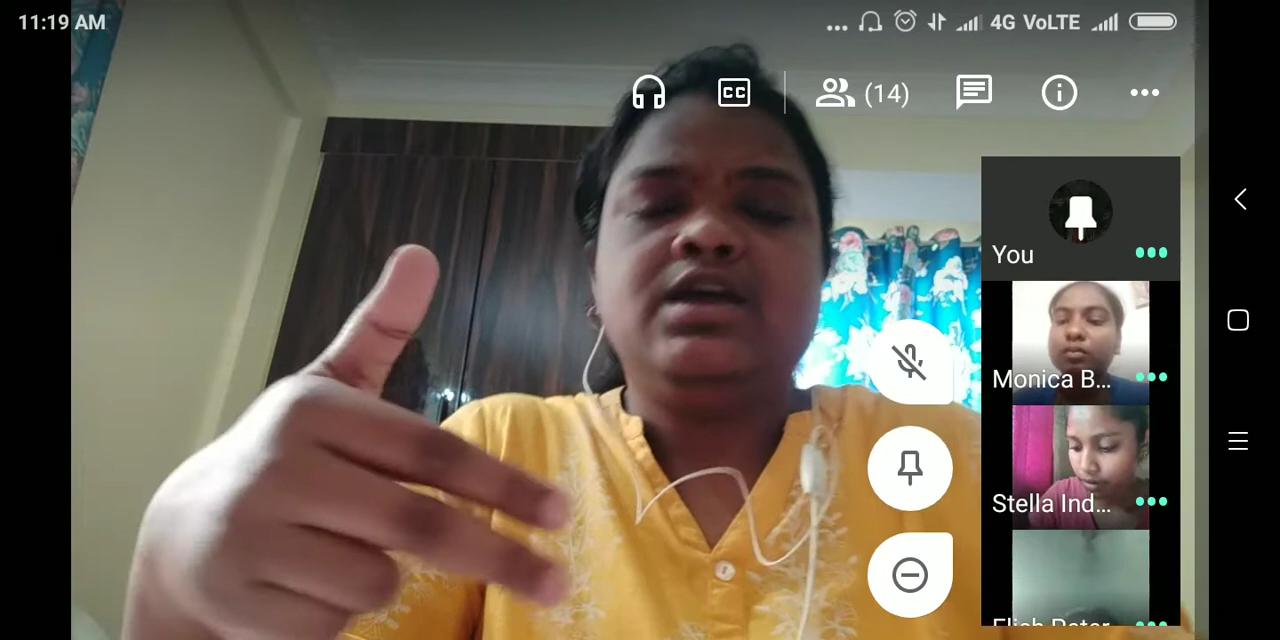 11:19 AM
4G VoLTE
CC
(14)
You
Monica B...
Stella Ind...